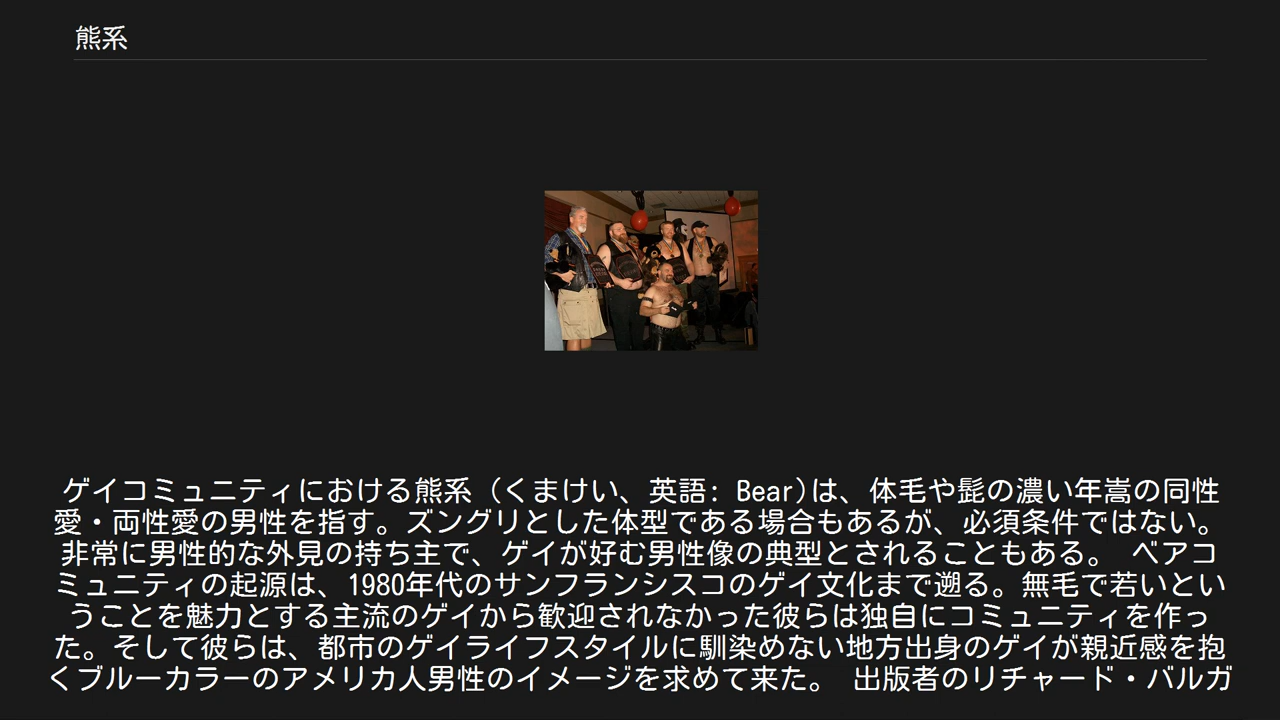 熊系
ゲイコミュニティにおける熊系 (くまけい、英語: Bear)は、体毛や髭の濃い年嵩の同性
愛・両性愛の男性を指す。ズングリとした体型である場合もあるが、必須条件ではない。
非常に男性的な外見の持ち主で、ゲイが好む男性像の典型とされることもある。 ベアコ
ミュニティの起源は、1980年代のサンフランシスコのゲイ文化まで遡る。無毛で若いとい
うことを魅力とする主流のゲイから歓迎されなかった彼らは独自にコミュニティを作っ
た。そして彼らは、都市のゲイライフスタイルに馴染めない地方出身のゲイが親近感を抱
くブルーカラーのアメリカ人男性のイメージを求めて来た。 出版者のリチャード・バルガ